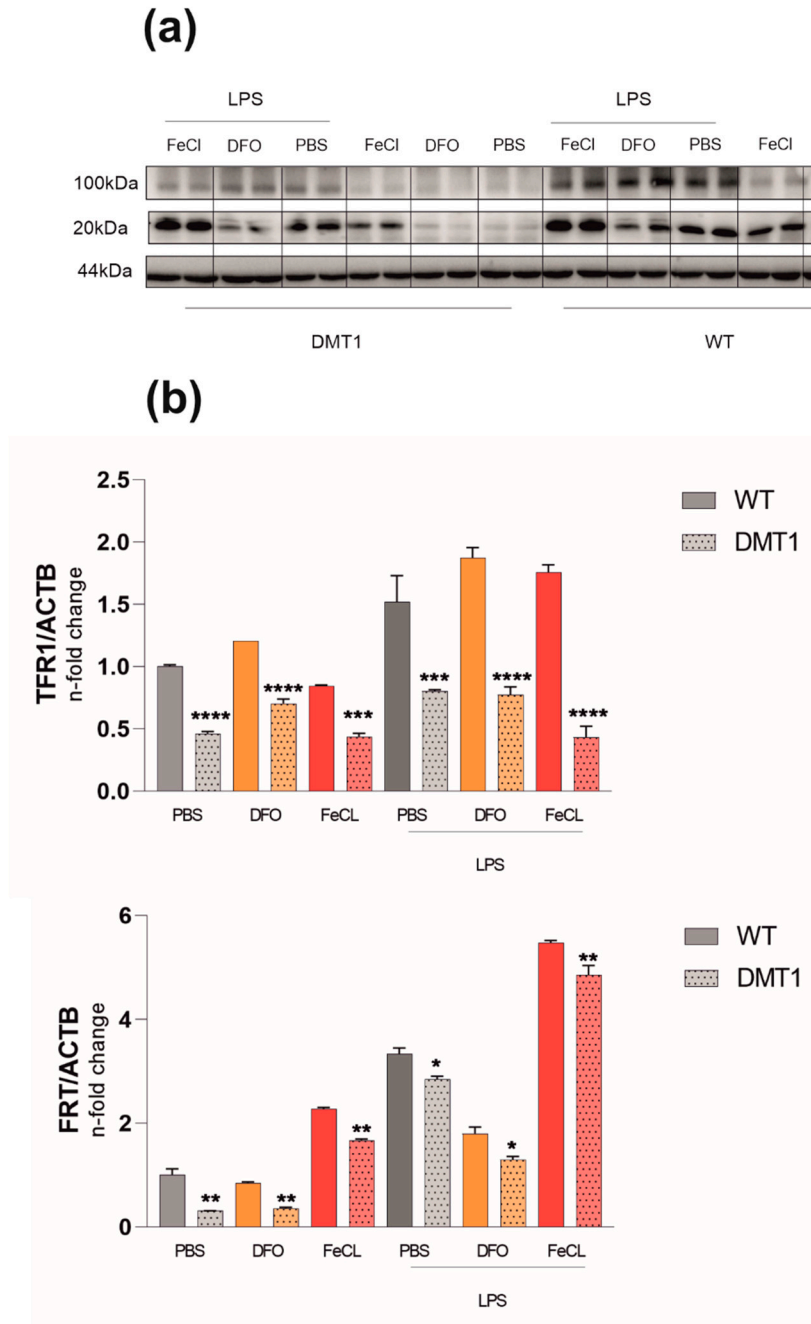 (a)
LPS LPS
FeCl DFO PBS FeCl DFO PBS FeCl DFO PBS FeCl
100kDa
20kDa
44kDa
DMT1 WT
(b)
2.5
2.0
1.5
1.0
0.5
0.0
TFR1/ACTB
n-fold change
WT
DMT1
**** **** *** *** **** ****
PBS DFO FeCL PBS DFO FeCL
LPS
6
4
2
0
FRT/ACTB
n-fold change
WT
DMT1
** ** ** * * **
PBS DFO FeCL PBS DFO FeCL
LPS